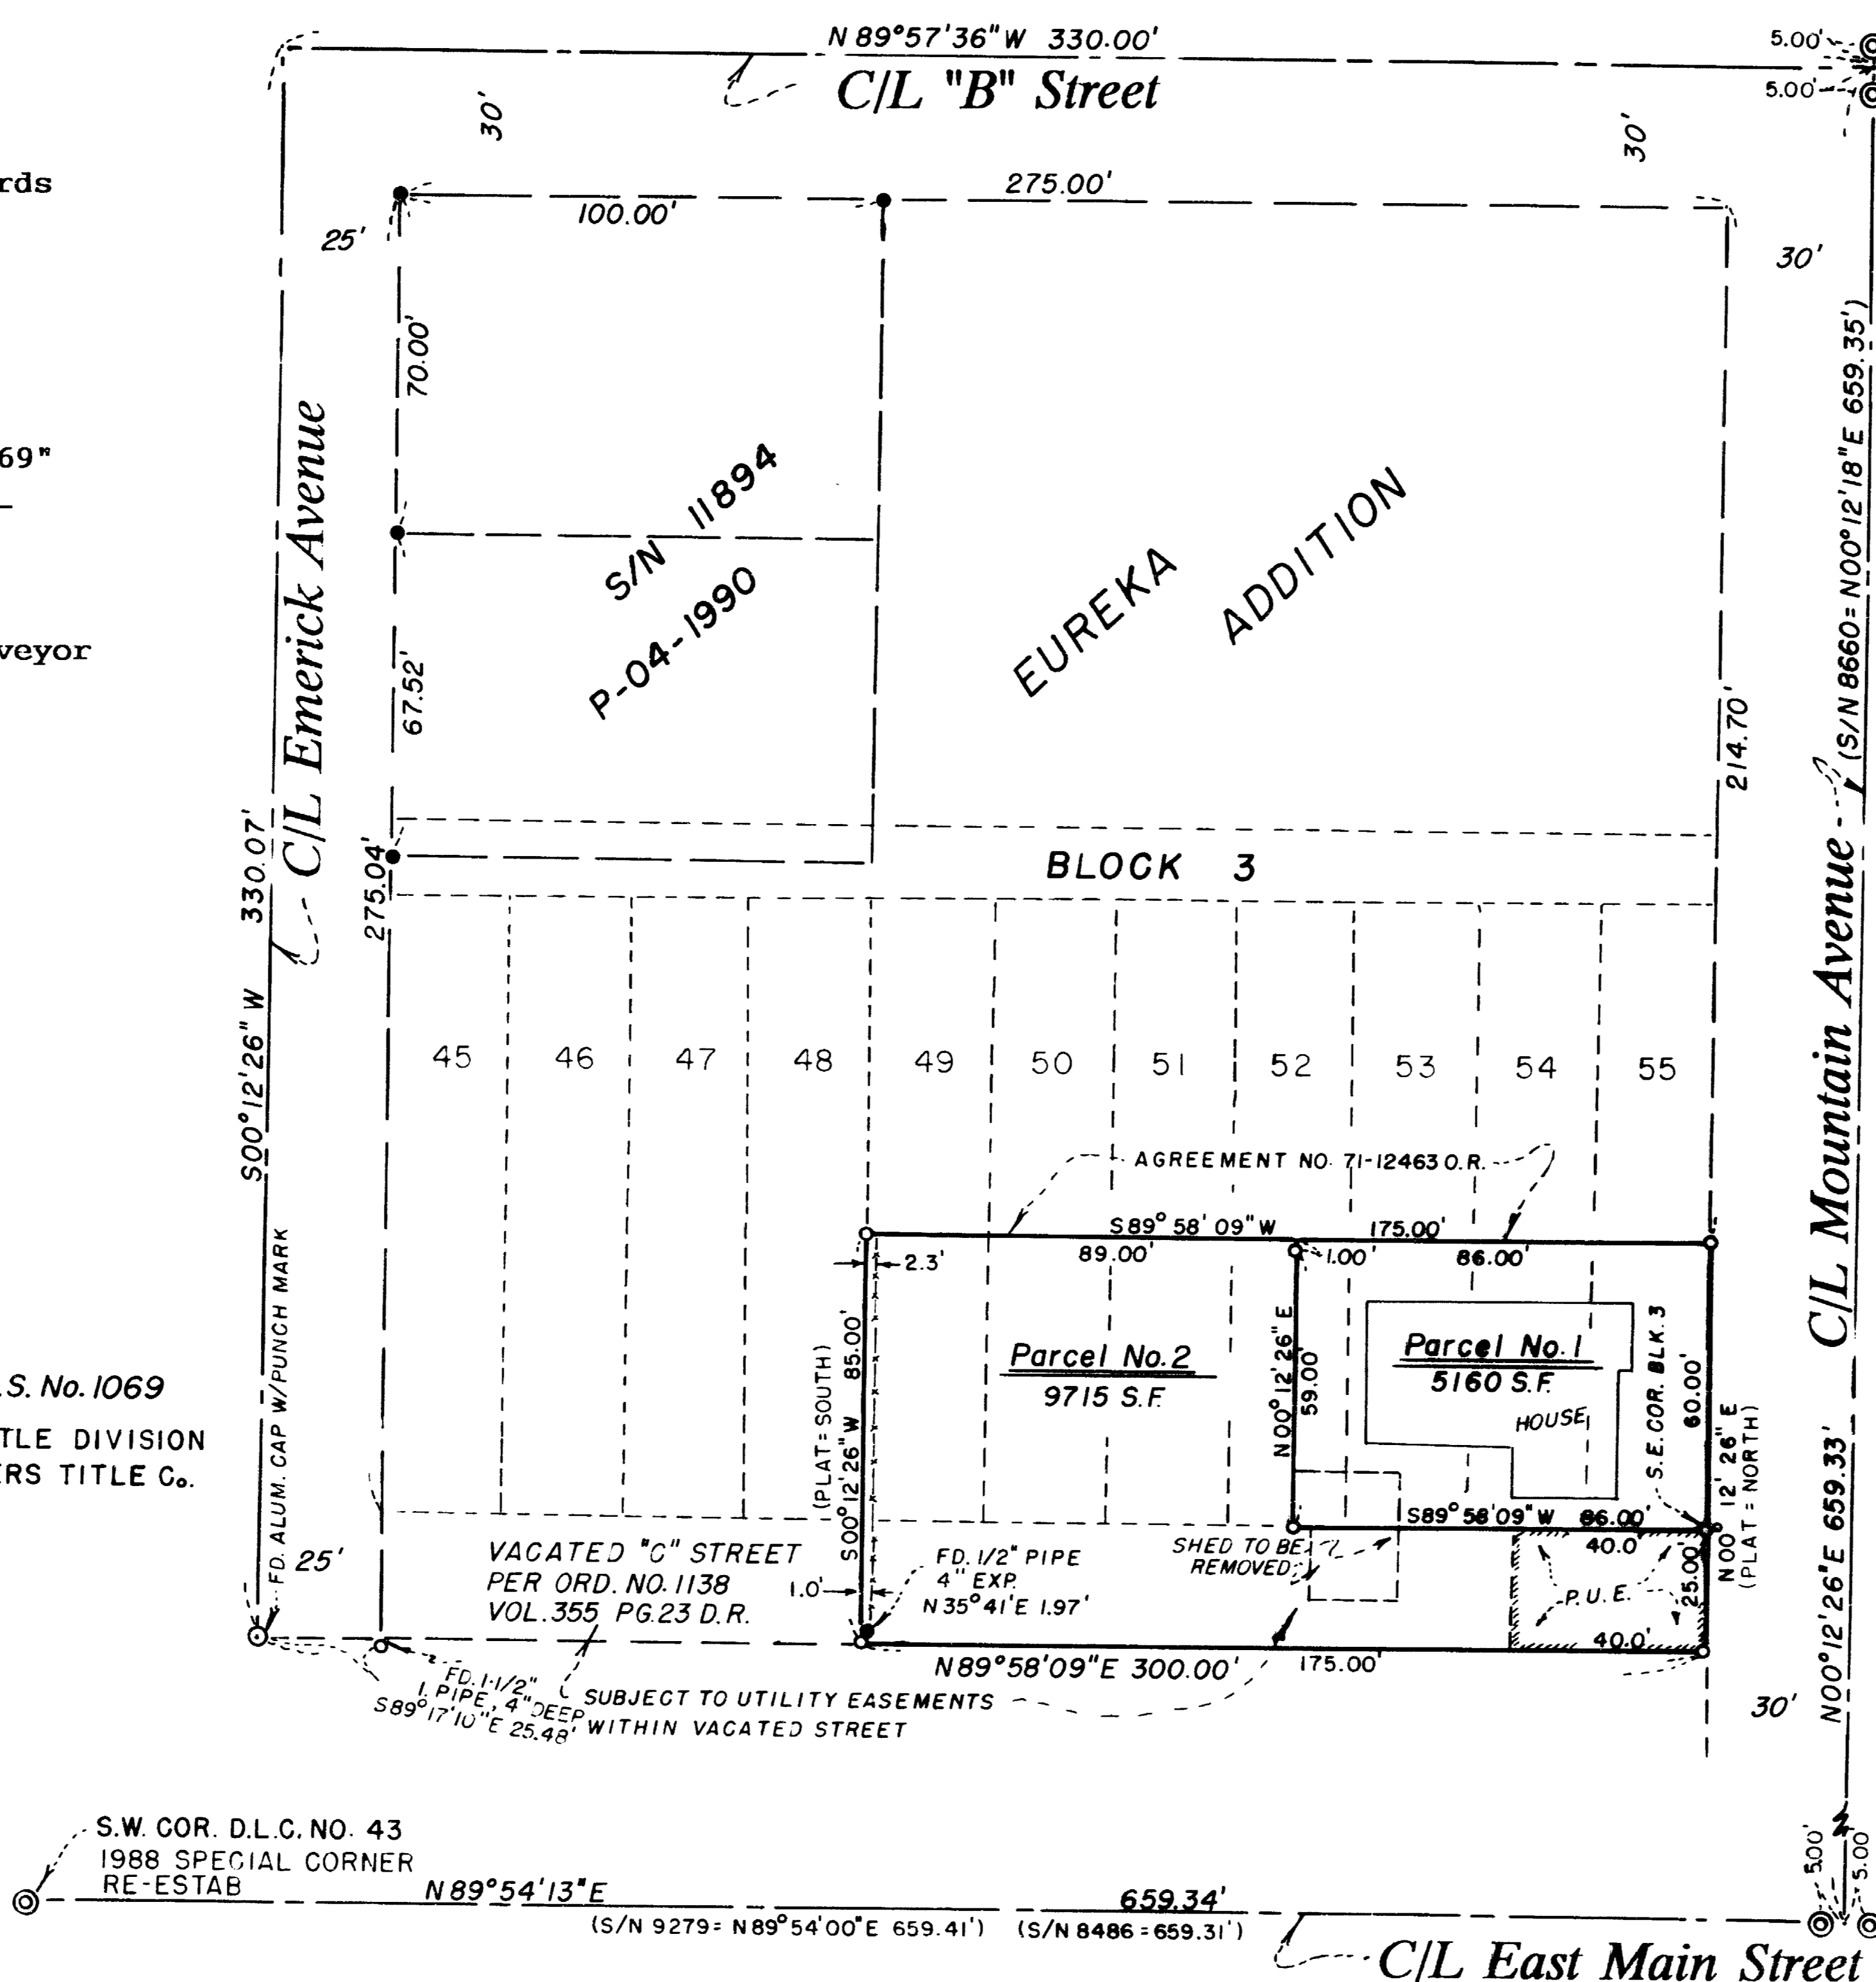 N 89°57'36" W 330.00'
C/L "B" Street
5.00'
5.00'
30'
30'
rds
275.00'
100.00'
25'
30'
70.00'
69"
C/L Emerick Avenue
S/N 11894
P-04-1990
EUREKA ADDITION
(S/N 8660=N00°12'18"E 659.35')
veyor
67.52'
214.70'
C/L Mountain Avenue
S00°12'26" W 330.07'
275.04'
BLOCK 3
45 46 47 48 49 50 51 52 53 54 55
AGREEMENT NO. 71-12463 O.R.
S89°58'09"W 175.00'
89.00' 1.00' 86.00'
2.3'
FD. ALUM. CAP W/PUNCH MARK
(PLAT=SOUTH)
S00°12'26"W 85.00'
Parcel No. 2
9715 S.F.
N00°12'26"E
59.00'
Parcel No. 1
5160 S.F.
HOUSE
S.E. COR. BLK. 3
60.00'
N00°12'26"E
(PLAT=NORTH)
.S. No. 1069
TLE DIVISION
ERS TITLE Co.
S89°58'09"W 86.00'
40.0'
25'
VACATED "C" STREET
PER ORD. NO. 1138
VOL. 355 PG. 23 D.R.
1.0'
FD. 1/2" PIPE
4" EXP.
N 35°41'E 1.97'
SHED TO BE
REMOVED
P.U.E.
25.00'
40.0'
N89°58'09"E 300.00'
175.00'
FD. 1-1/2"
I. PIPE, 4" DEEP
S89°17'10"E 25.48'
SUBJECT TO UTILITY EASEMENTS
WITHIN VACATED STREET
30'
N00°12'26"E 659.33'
S.W. COR. D.L.C. NO. 43
1988 SPECIAL CORNER
RE-ESTAB
N89°54'13"E
659.34'
(S/N 9279= N89°54'00"E 659.41') (S/N 8486=659.31')
5.00'
5.00'
C/L East Main Street